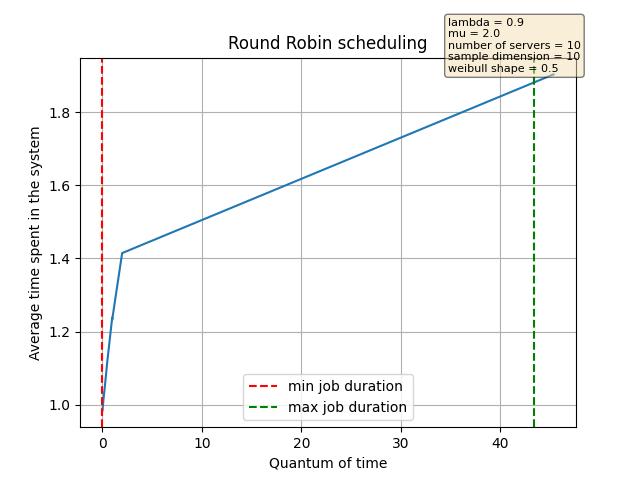 lambda = 0.9
mu = 2.0
number of servers = 10
sample dimension = 10
weibull shape = 0.5
Round Robin scheduling
Average time spent in the system
1.8
1.6
1.4
1.2
1.0
min job duration
max job duration
0 10 20 30 40
Quantum of time